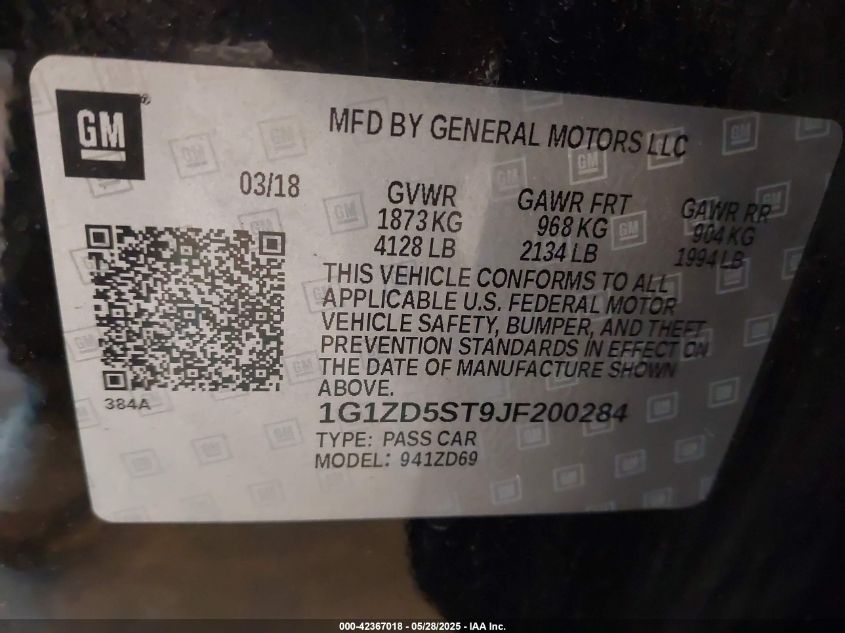 GM
MFD BY GENERAL MOTORS LLC
03/18
GVWR GAWR FRT GAWR RR
1873 KG 968 KG 904 KG
4128 LB 2134 LB 1994 LB
THIS VEHICLE CONFORMS TO ALL
APPLICABLE U.S. FEDERAL MOTOR
VEHICLE SAFETY, BUMPER, AND THEFT
PREVENTION STANDARDS IN EFFECT ON
THE DATE OF MANUFACTURE SHOWN
ABOVE.
384A
1G1ZD5ST9JF200284
TYPE: PASS CAR
MODEL: 941ZD69
000-42367018 - 05/28/2025 - IAA Inc.